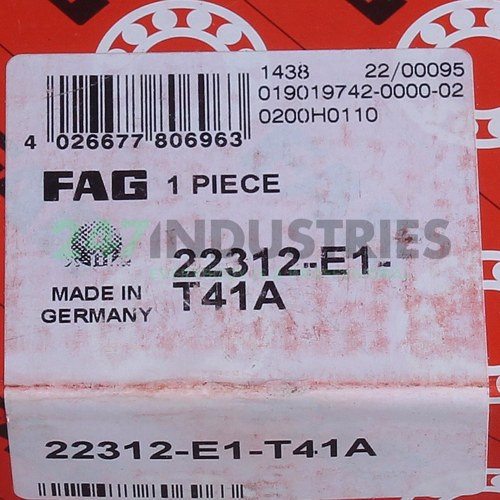 1438 22/00095
019019742-0000-02
0200H0110
4 026677 806963
FAG 1 PIECE
247INDUSTRIES
22312-E1-
T41A
MADE IN
GERMANY
22312-E1-T41A